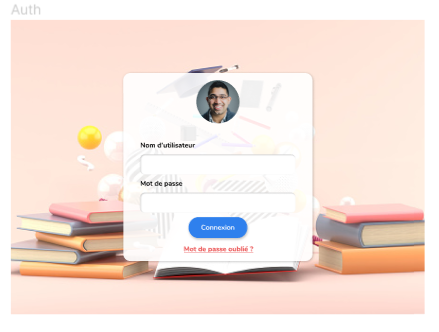 Auth
Nom d'utilisateur
Mot de passe
Connexion
Mot de passe oublié ?